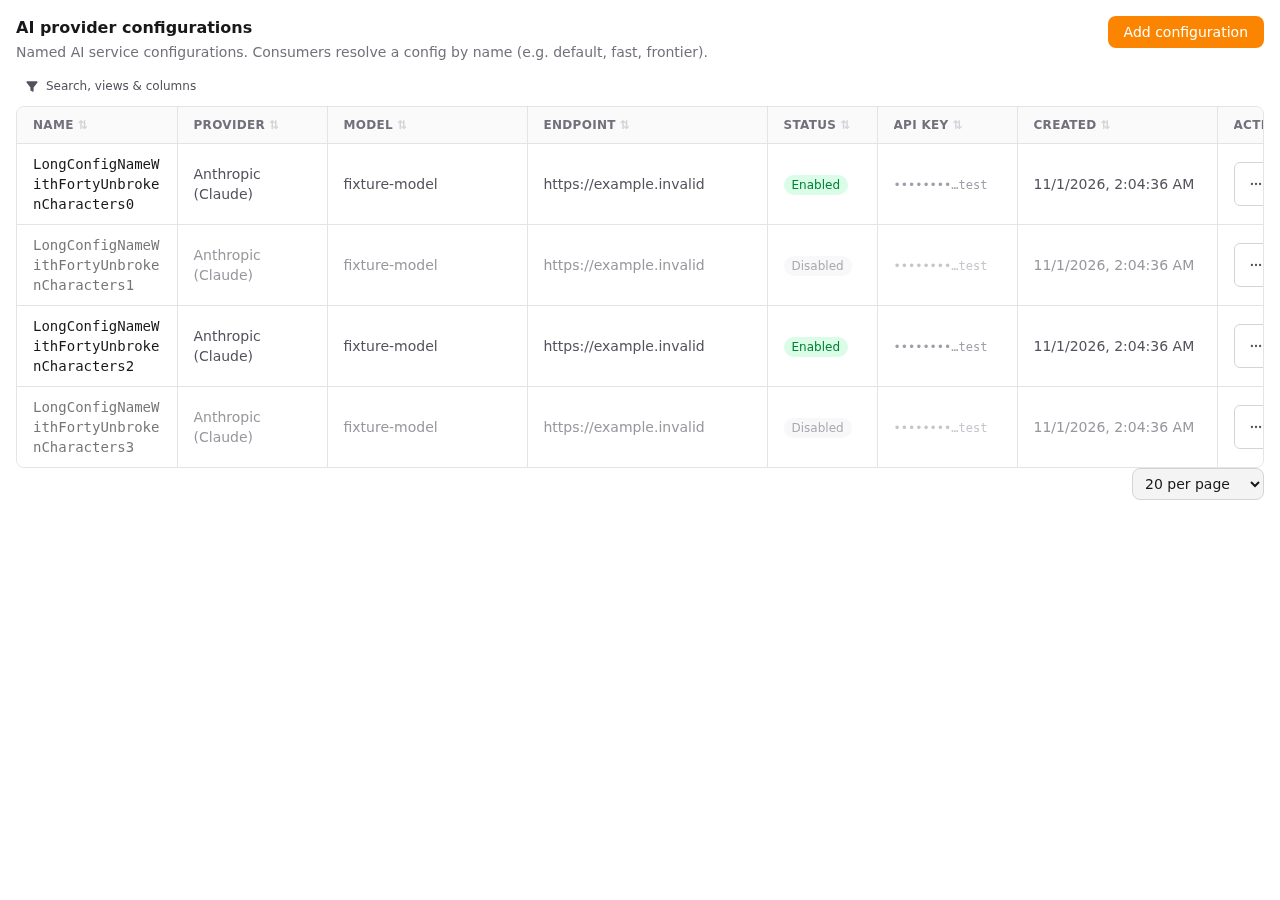 AI provider configurations
Add configuration
Named AI service configurations. Consumers resolve a config by name (e.g. default, fast, frontier).
Search, views & columns
NAME ⇅ PROVIDER ⇅ MODEL ⇅ ENDPOINT ⇅ STATUS ⇅ API KEY ⇅ CREATED ⇅
LongConfigNameW
ithFortyUnbroke
nCharacters0
Anthropic
(Claude)
fixture-model
https://example.invalid
Enabled
••••••••…test
11/1/2026, 2:04:36 AM
···
LongConfigNameW
ithFortyUnbroke
nCharacters1
Anthropic
(Claude)
fixture-model
https://example.invalid
Disabled
••••••••…test
11/1/2026, 2:04:36 AM
···
LongConfigNameW
ithFortyUnbroke
nCharacters2
Anthropic
(Claude)
fixture-model
https://example.invalid
Enabled
••••••••…test
11/1/2026, 2:04:36 AM
···
LongConfigNameW
ithFortyUnbroke
nCharacters3
Anthropic
(Claude)
fixture-model
https://example.invalid
Disabled
••••••••…test
11/1/2026, 2:04:36 AM
···
20 per page